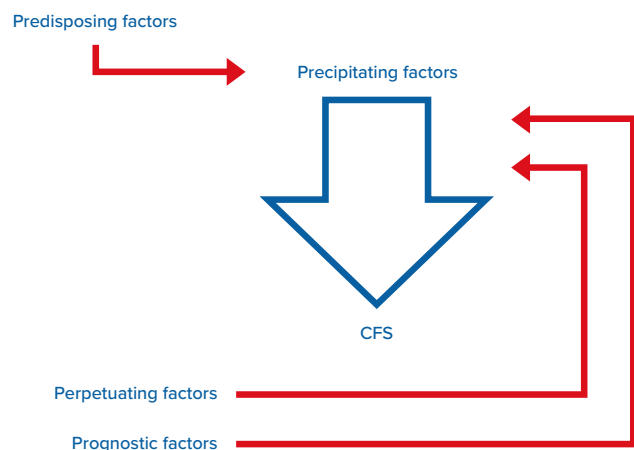 Predisposing factors
Precipitating factors
CFS
Perpetuating factors
Prognostic factors